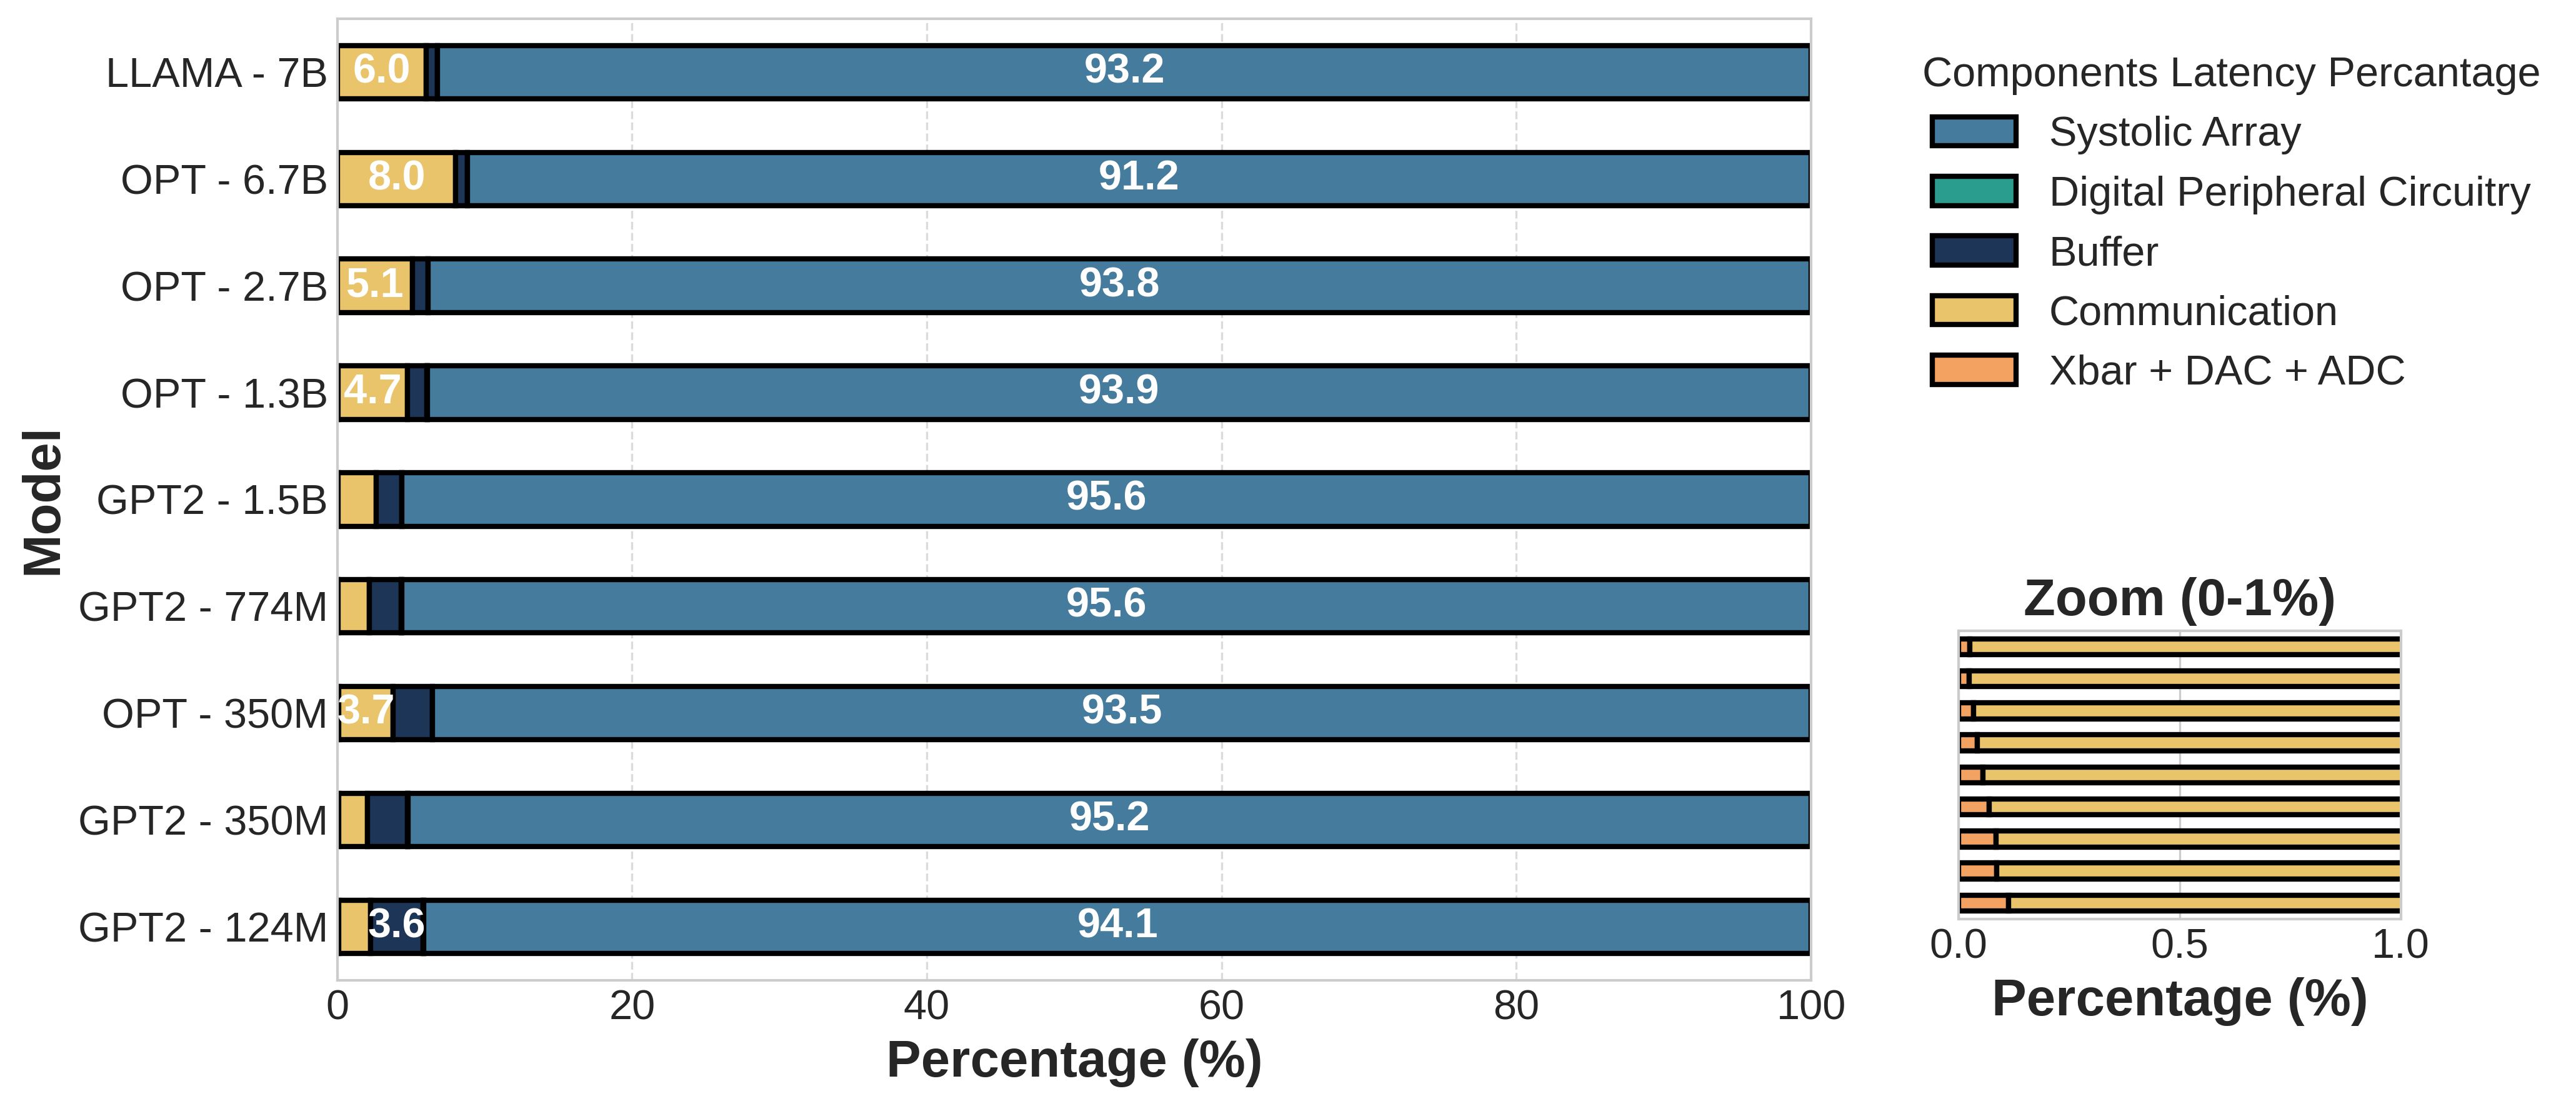 LLAMA - 7B
6.0
93.2
OPT - 6.7B
8.0
91.2
OPT - 2.7B
5.1
93.8
OPT - 1.3B
4.7
93.9
GPT2 - 1.5B
95.6
GPT2 - 774M
95.6
OPT - 350M
3.7
93.5
GPT2 - 350M
95.2
GPT2 - 124M
3.6
94.1
Model
0 20 40 60 80 100
Percentage (%)
Components Latency Percantage
Systolic Array
Digital Peripheral Circuitry
Buffer
Communication
Xbar + DAC + ADC
Zoom (0-1%)
0.0 0.5 1.0
Percentage (%)